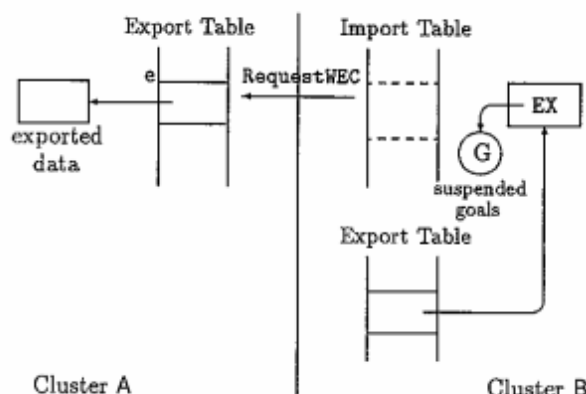 Export Table
Import Table
e
RequestWEC
EX
exported
data
G
suspended
goals
Export Table
Cluster A
Cluster B